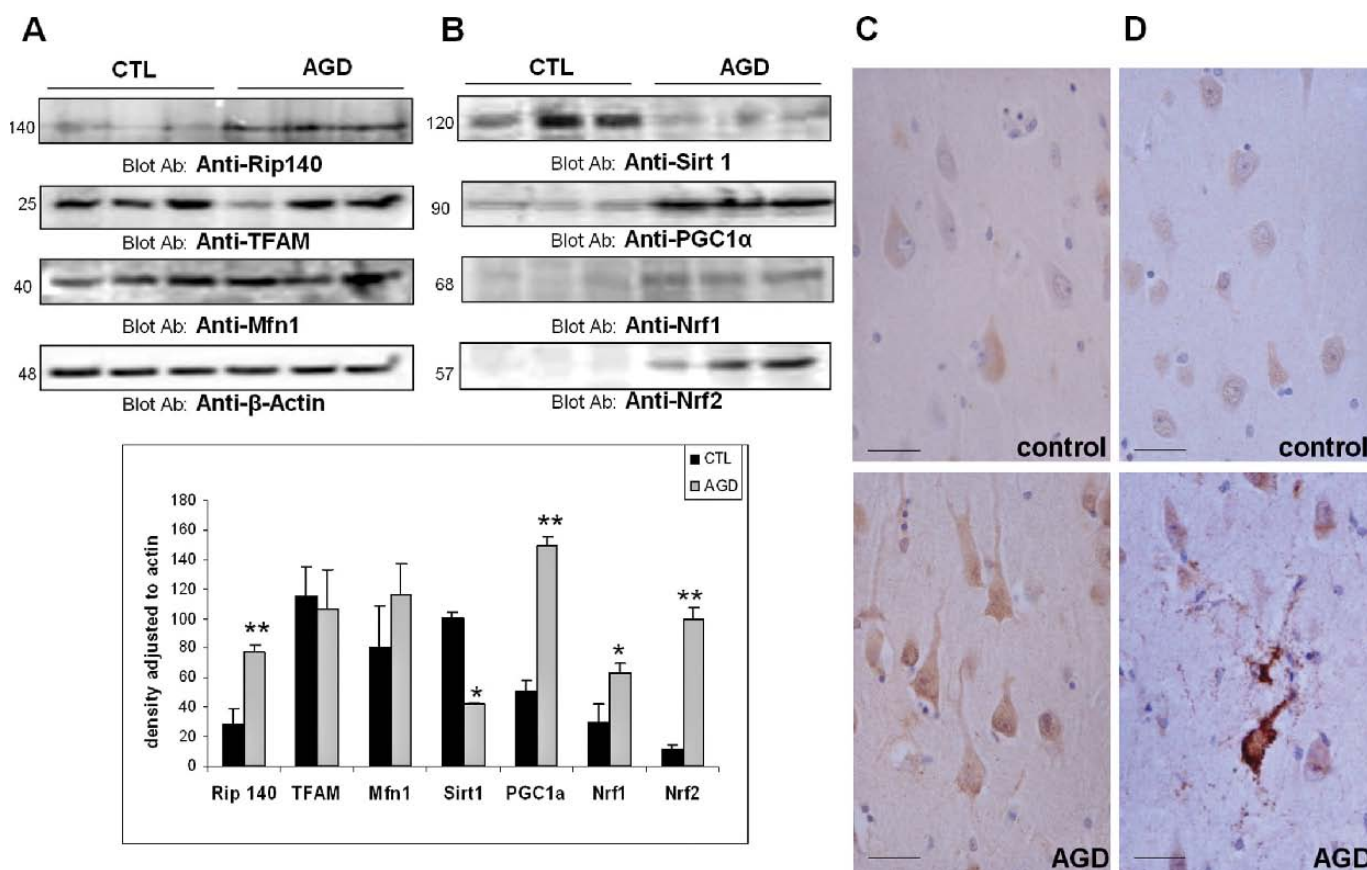 A
CTL AGD
140
Blot Ab: Anti-Rip140
25
Blot Ab: Anti-TFAM
40
Blot Ab: Anti-Mfn1
48
Blot Ab: Anti-β-Actin
B
CTL AGD
120
Blot Ab: Anti-Sirt 1
90
Blot Ab: Anti-PGC1α
68
Blot Ab: Anti-Nrf1
57
Blot Ab: Anti-Nrf2
CTL
AGD
density adjusted to actin
180
160
140
120
100
80
60
40
20
0
**
*
**
*
**
Rip 140 TFAM Mfn1 Sirt1 PGC1a Nrf1 Nrf2
C
control
AGD
D
control
AGD